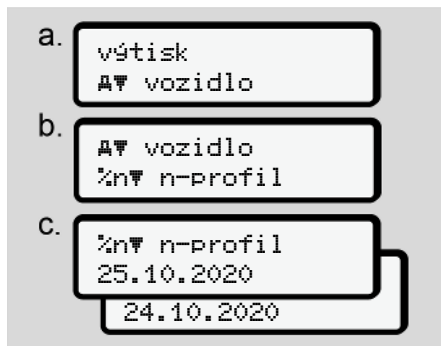 a.
výtisk
A▼ vozidlo
b.
A▼ vozidlo
%n▼ n-profil
c.
%n▼ n-profil
25.10.2020
24.10.2020